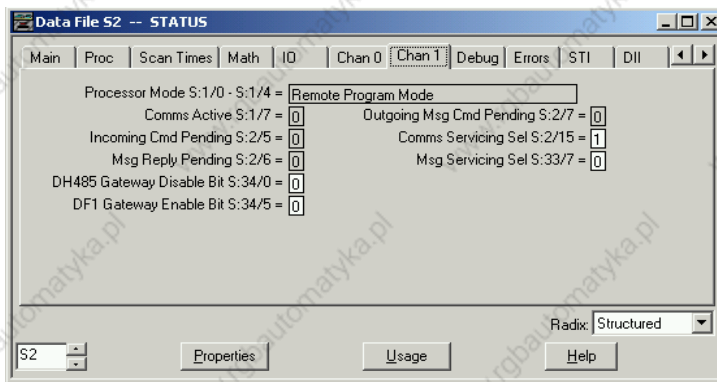 Data File S2 -- STATUS
Main Proc Scan Times Math IO Chan 0 Chan 1 Debug Errors STI DII
Processor Mode S:1/0 - S:1/4 = Remote Program Mode
Comms Active S:1/7 = 0 Outgoing Msg Cmd Pending S:2/7 = 0
Incoming Cmd Pending S:2/5 = 0 Comms Servicing Sel S:2/15 = 1
Msg Reply Pending S:2/6 = 0 Msg Servicing Sel S:33/7 = 0
DH485 Gateway Disable Bit S:34/0 = 0
DF1 Gateway Enable Bit S:34/5 = 0
Radix: Structured
S2 Properties Usage Help
www.rgbautomatyka.pl